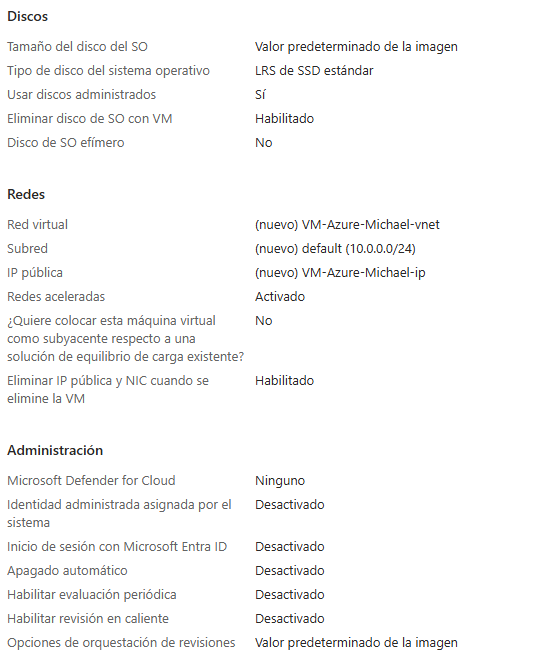 Discos
Tamaño del disco del SO Valor predeterminado de la imagen
Tipo de disco del sistema operativo LRS de SSD estándar
Usar discos administrados Sí
Eliminar disco de SO con VM Habilitado
Disco de SO efímero No
Redes
Red virtual (nuevo) VM-Azure-Michael-vnet
Subred (nuevo) default (10.0.0.0/24)
IP pública (nuevo) VM-Azure-Michael-ip
Redes aceleradas Activado
¿Quiere colocar esta máquina virtual No
como subyacente respecto a una
solución de equilibrio de carga existente?
Eliminar IP pública y NIC cuando se Habilitado
elimine la VM
Administración
Microsoft Defender for Cloud Ninguno
Identidad administrada asignada por el Desactivado
sistema
Inicio de sesión con Microsoft Entra ID Desactivado
Apagado automático Desactivado
Habilitar evaluación periódica Desactivado
Habilitar revisión en caliente Desactivado
Opciones de orquestación de revisiones Valor predeterminado de la imagen